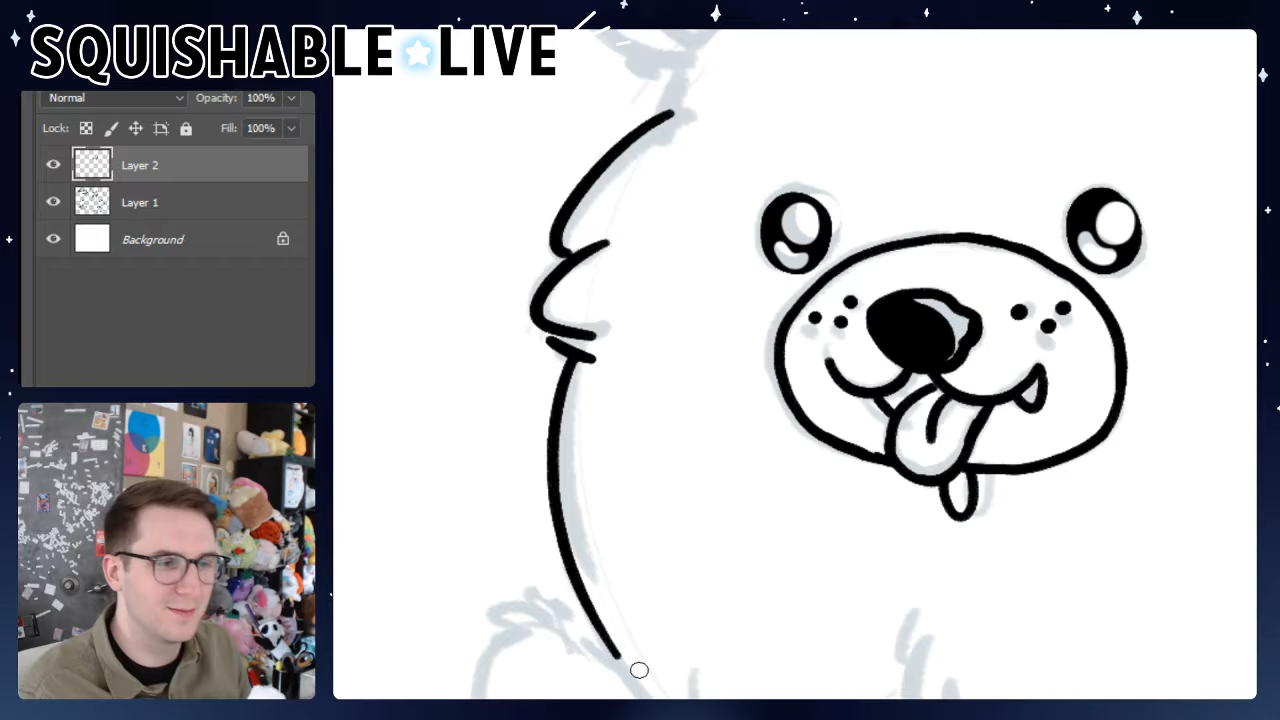 SQUISHABLE LIVE
Normal Opacity: 100%
Lock: Fill: 100%
Layer 2
Layer 1
Background